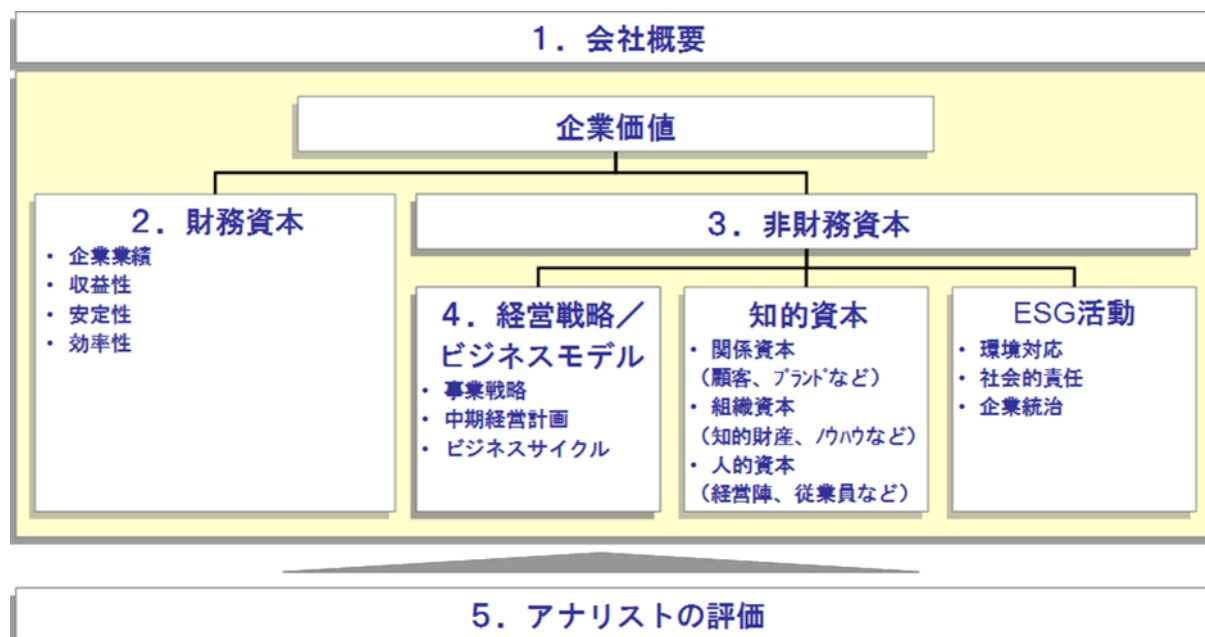 １．会社概要
企業価値
２．財務資本
・ 企業業績
・ 収益性
・ 安定性
・ 効率性
３．非財務資本
４．経営戦略／
ビジネスモデル
・ 事業戦略
・ 中期経営計画
・ ビジネスサイクル
知的資本
・ 関係資本
（顧客、ﾌﾞﾗﾝﾄﾞなど）
・ 組織資本
（知的財産、ﾉｳﾊｳなど）
・ 人的資本
（経営陣、従業員など）
ESG活動
・ 環境対応
・ 社会的責任
・ 企業統治
５．アナリストの評価